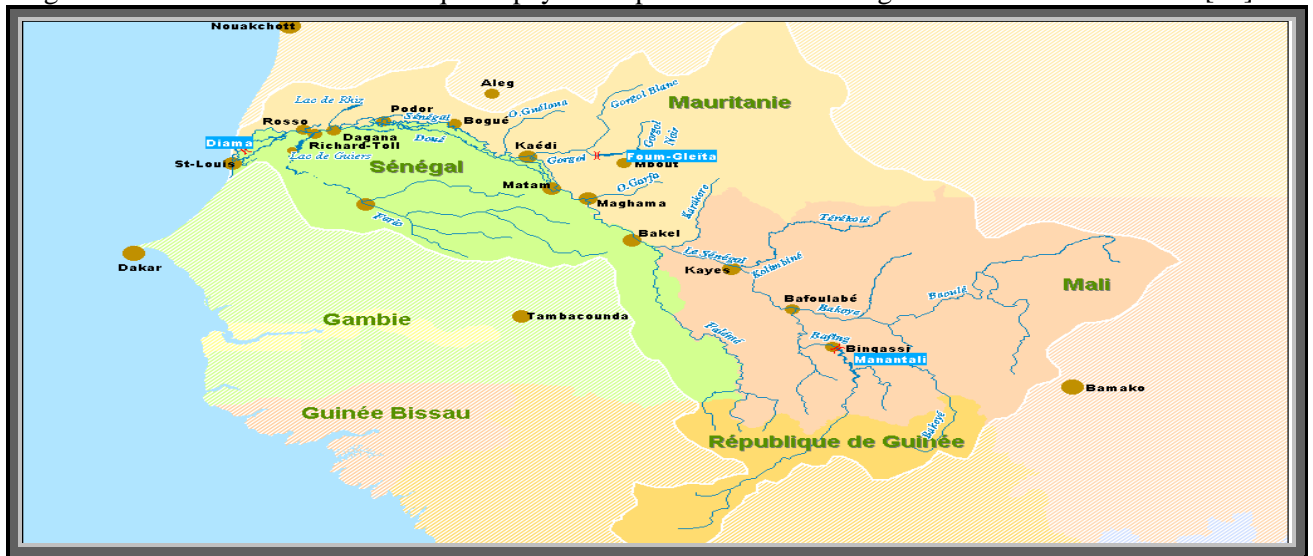 Nouakchott
Aleg
Lac de Rkiz
Podor
Sénégal
Bogué
O.Guélona
Gorgol Blanc
Mauritanie
Rosso
Dagana
Doué
Diama
Richard-Toll
Lac de Guiers
St-Louis
Sénégal
Kaédi
Gorgol
Gorgol
Noir
Foum-Gleita
Mbout
Matam
O.Garfa
Maghama
Karakoro
Ferlo
Bakel
Térékolé
Dakar
Le Sénégal
Kayes
Kolimbiné
Mali
Bafoulabé
Baoulé
Bakoye
Gambie
Tambacounda
Falémé
Bafing
Bingassi
Manantali
Bamako
Guinée Bissau
République de Guinée
Bakoyé